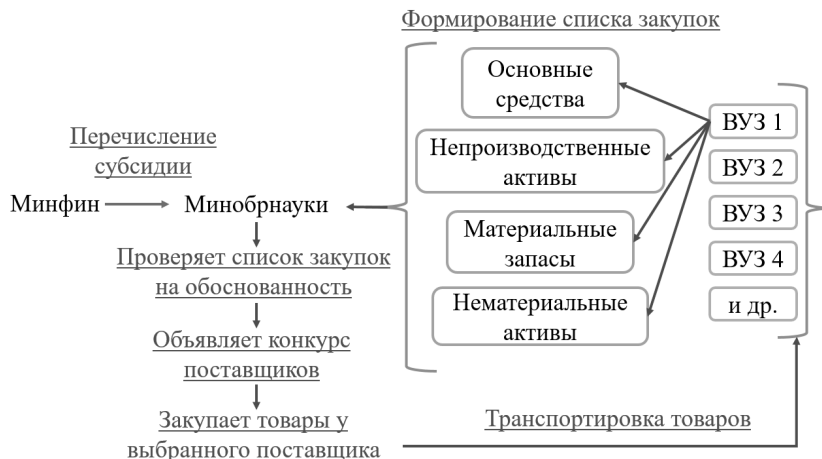 Формирование списка закупок
Основные
средства
Перечисление
субсидии
ВУЗ 1
Непроизводственные
активы
ВУЗ 2
Минфин
Минобрнауки
ВУЗ 3
Материальные
запасы
Проверяет список закупок
на обоснованность
ВУЗ 4
Нематериальные
активы
и др.
Объявляет конкурс
поставщиков
Закупает товары у
выбранного поставщика
Транспортировка товаров